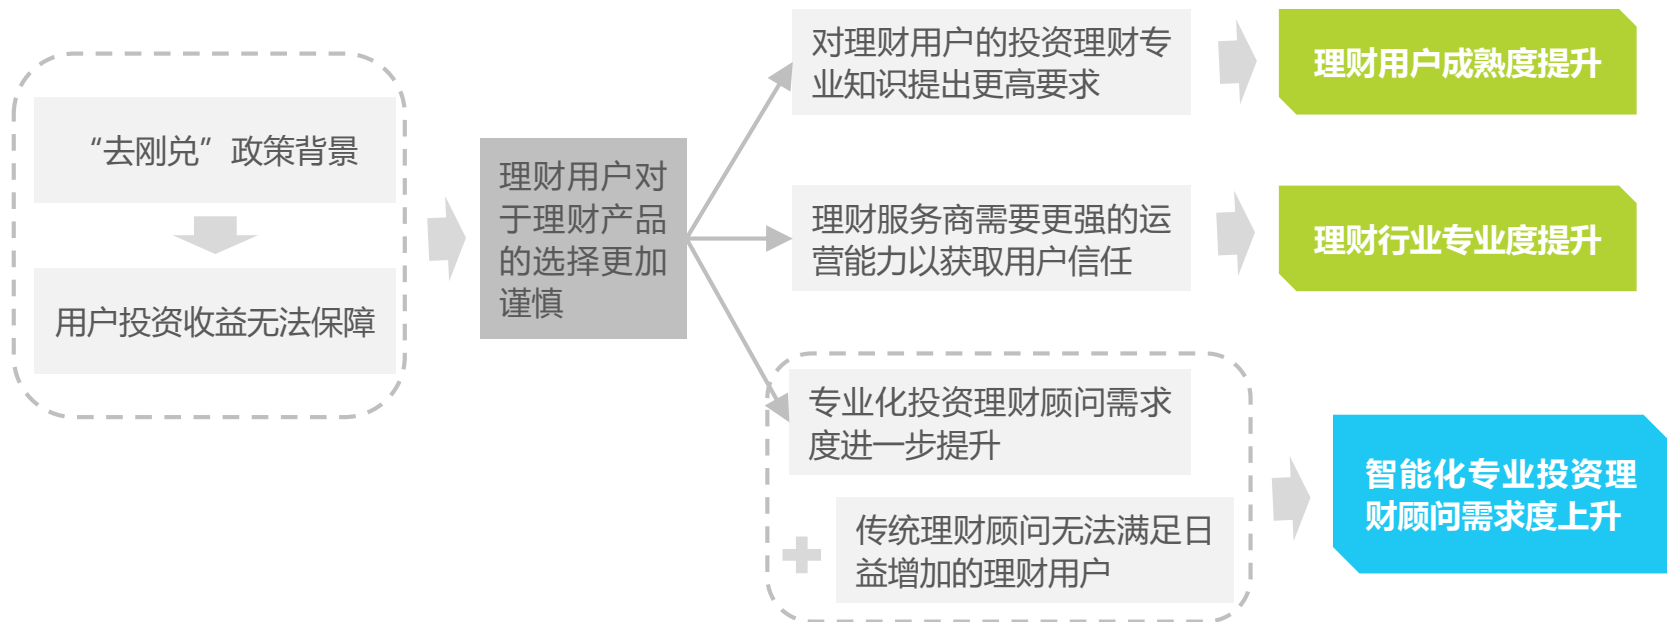 “去刚兑”政策背景
用户投资收益无法保障
理财用户对
于理财产品
的选择更加
谨慎
对理财用户的投资理财专
业知识提出更高要求
理财用户成熟度提升
理财服务商需要更强的运
营能力以获取用户信任
理财行业专业度提升
专业化投资理财顾问需求
度进一步提升
传统理财顾问无法满足日
益增加的理财用户
智能化专业投资理
财顾问需求度上升